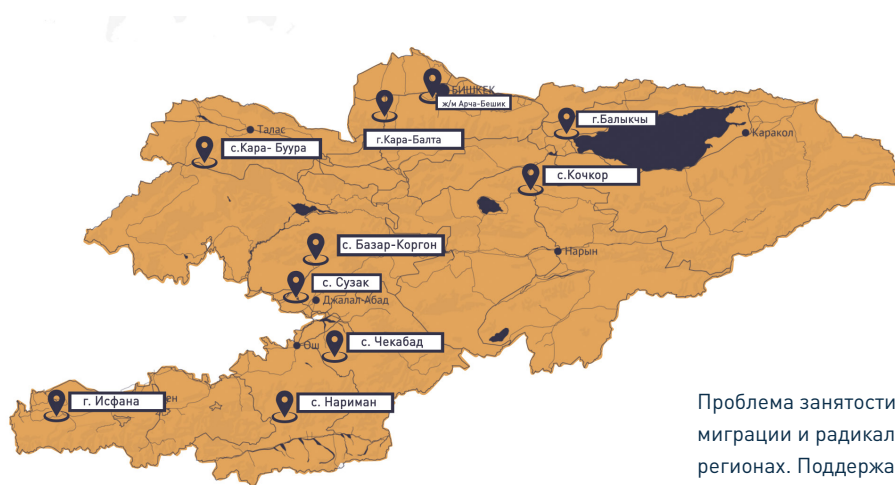 БИШКЕК
ж/м Арча-Бешик
г.Балыкчы
Талас
Каракол
г.Кара-Балта
с.Кара- Буура
с.Кочкор
с. Базар-Коргон
Нарын
с. Сузак
Джалал-Абад
с. Чекабад
Ош
г. Исфана
ен
с. Нариман
Проблема занятости
миграции и радикал
регионах. Поддержа